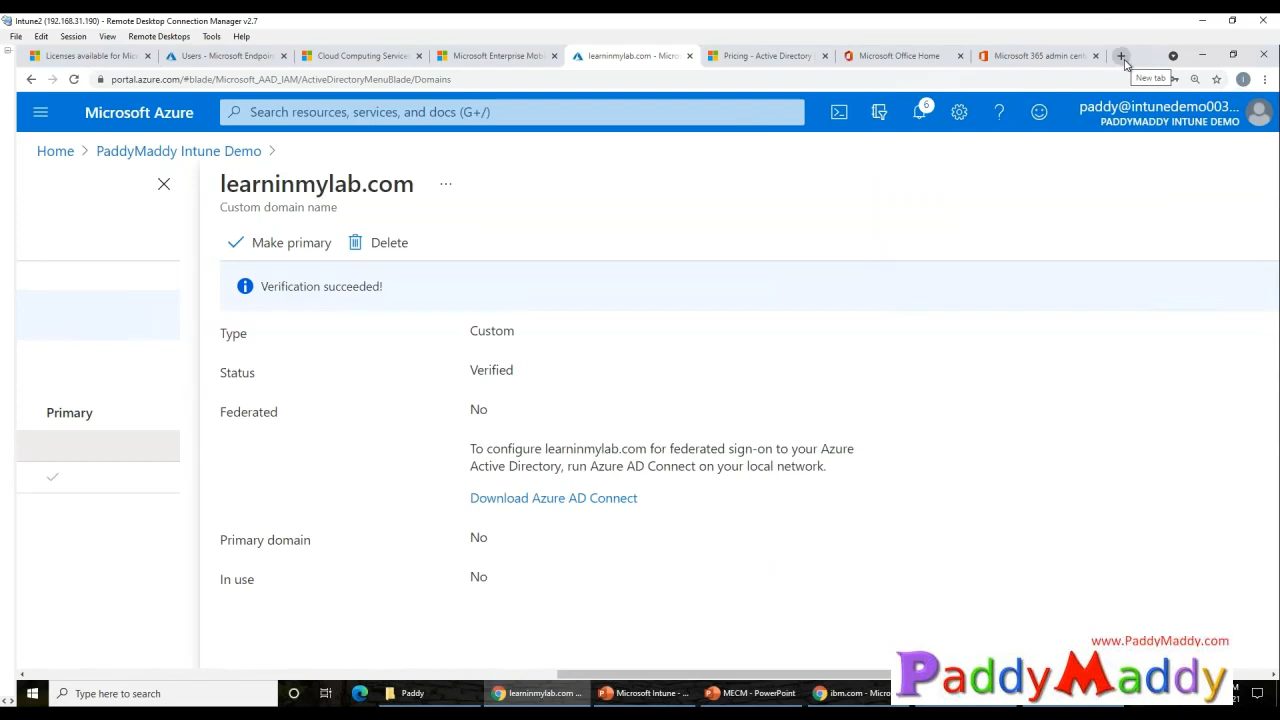 Intune2 (192.168.31.190) - Remote Desktop Connection Manager v2.7
File Edit Session View Remote Desktops Tools Help
Licenses available for Micr Users - Microsoft Endpoin Cloud Computing Service Microsoft Enterprise Mobi learninmylab.com - Micros Pricing - Active Directory Microsoft Office Home Microsoft 365 admin cent
portal.azure.com/#blade/Microsoft_AAD_IAM/ActiveDirectoryMenuBlade/Domains
New tab
Microsoft Azure Search resources, services, and docs (G+/) 6 paddy@intunedemo003...
PADDYMADDY INTUNE DEMO
Home > PaddyMaddy Intune Demo >
learninmylab.com ...
Custom domain name
Make primary Delete
Verification succeeded!
Type Custom
Status Verified
Federated No
Primary
To configure learninmylab.com for federated sign-on to your Azure
Active Directory, run Azure AD Connect on your local network.
Download Azure AD Connect
Primary domain No
In use No
www.PaddyMaddy.com
PaddyMaddy
Type here to search Paddy learninmylab.com ... Microsoft Intune - ... MECM - PowerPoint ibm.com - Micros